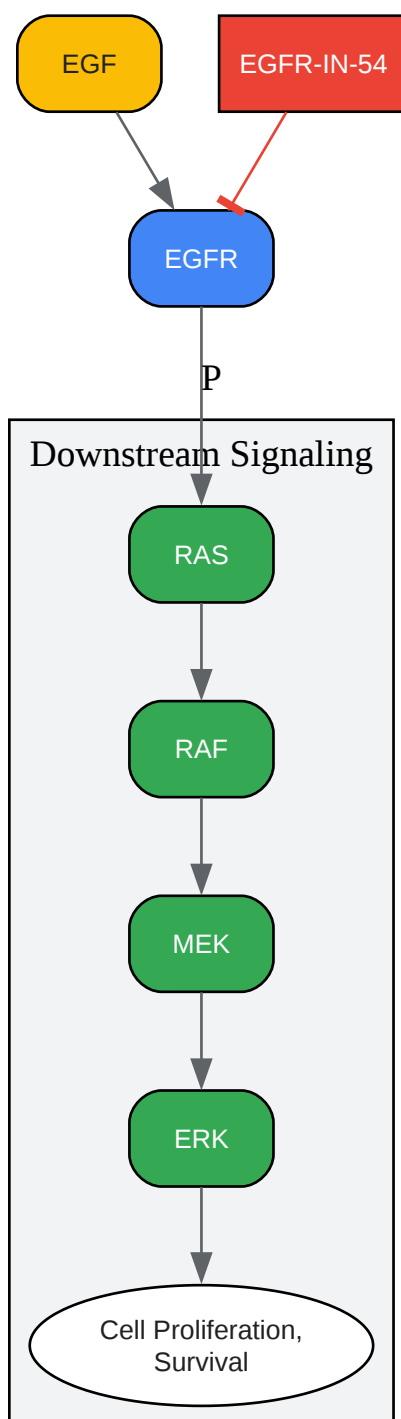 EGF
EGFR-IN-54
EGFR
P
Downstream Signaling
RAS
RAF
MEK
ERK
Cell Proliferation,
Survival